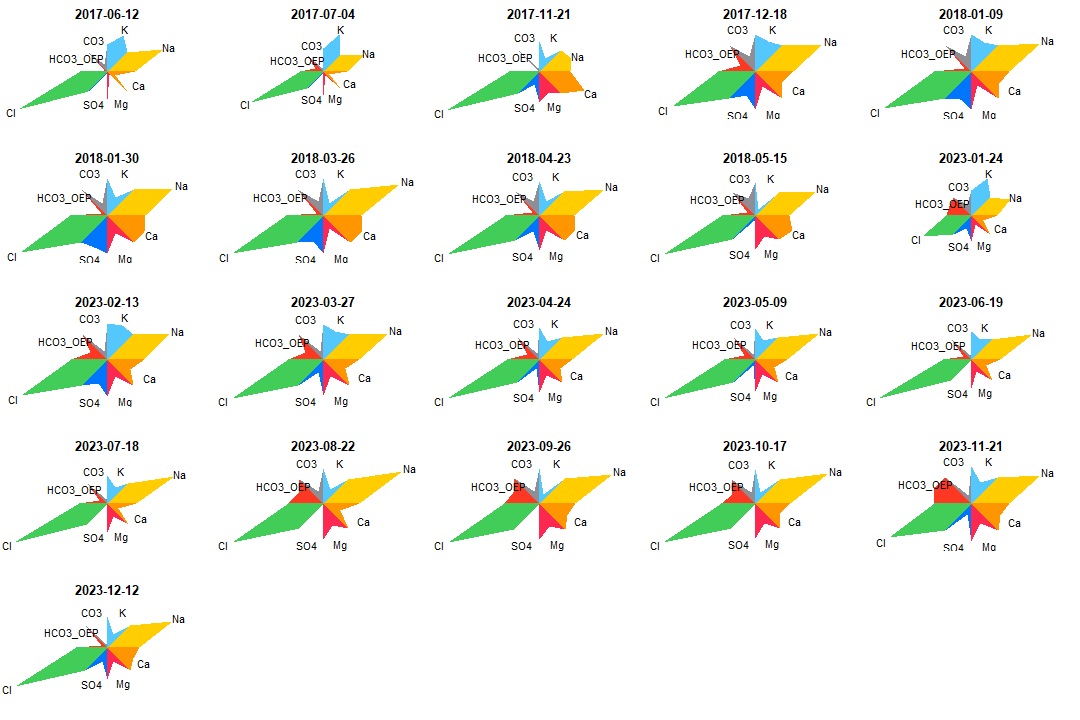 2017-06-12
K
CO3
Na
HCO3_OEP
Ca
SO4
Mg
Cl
2017-07-04
K
CO3
Na
HCO3_OEP
Ca
SO4
Mg
Cl
2017-11-21
K
CO3
Na
HCO3_OEP
Ca
SO4
Mg
Cl
2017-12-18
K
CO3
Na
HCO3_OEP
Ca
SO4
Mg
Cl
2018-01-09
K
CO3
Na
HCO3_OEP
Ca
SO4
Mg
Cl
2018-01-30
K
CO3
Na
HCO3_OEP
Ca
SO4
Mg
Cl
2018-03-26
K
CO3
Na
HCO3_OEP
Ca
SO4
Mg
Cl
2018-04-23
K
CO3
Na
HCO3_OEP
Ca
SO4
Mg
Cl
2018-05-15
K
CO3
Na
HCO3_OEP
Ca
SO4
Mg
Cl
2023-01-24
K
CO3
Na
HCO3_OEP
Ca
SO4
Mg
Cl
2023-02-13
K
CO3
Na
HCO3_OEP
Ca
SO4
Mg
Cl
2023-03-27
K
CO3
Na
HCO3_OEP
Ca
SO4
Mg
Cl
2023-04-24
K
CO3
Na
HCO3_OEP
Ca
SO4
Mg
Cl
2023-05-09
K
CO3
Na
HCO3_OEP
Ca
SO4
Mg
Cl
2023-06-19
K
CO3
Na
HCO3_OEP
Ca
SO4
Mg
Cl
2023-07-18
K
CO3
Na
HCO3_OEP
Ca
SO4
Mg
Cl
2023-08-22
K
CO3
Na
HCO3_OEP
Ca
SO4
Mg
Cl
2023-09-26
K
CO3
Na
HCO3_OEP
Ca
SO4
Mg
Cl
2023-10-17
K
CO3
Na
HCO3_OEP
Ca
SO4
Mg
Cl
2023-11-21
K
CO3
Na
HCO3_OEP
Ca
SO4
Mg
Cl
2023-12-12
K
CO3
Na
HCO3_OEP
Ca
SO4
Mg
Cl